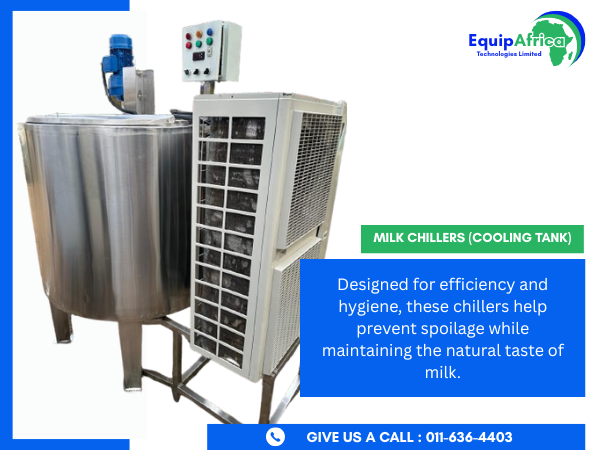 EquipAfrica
Technologies Limited
MILK CHILLERS (COOLING TANK)
Designed for efficiency and
hygiene, these chillers help
prevent spoilage while
maintaining the natural taste of
milk.
GIVE US A CALL : 011-636-4403